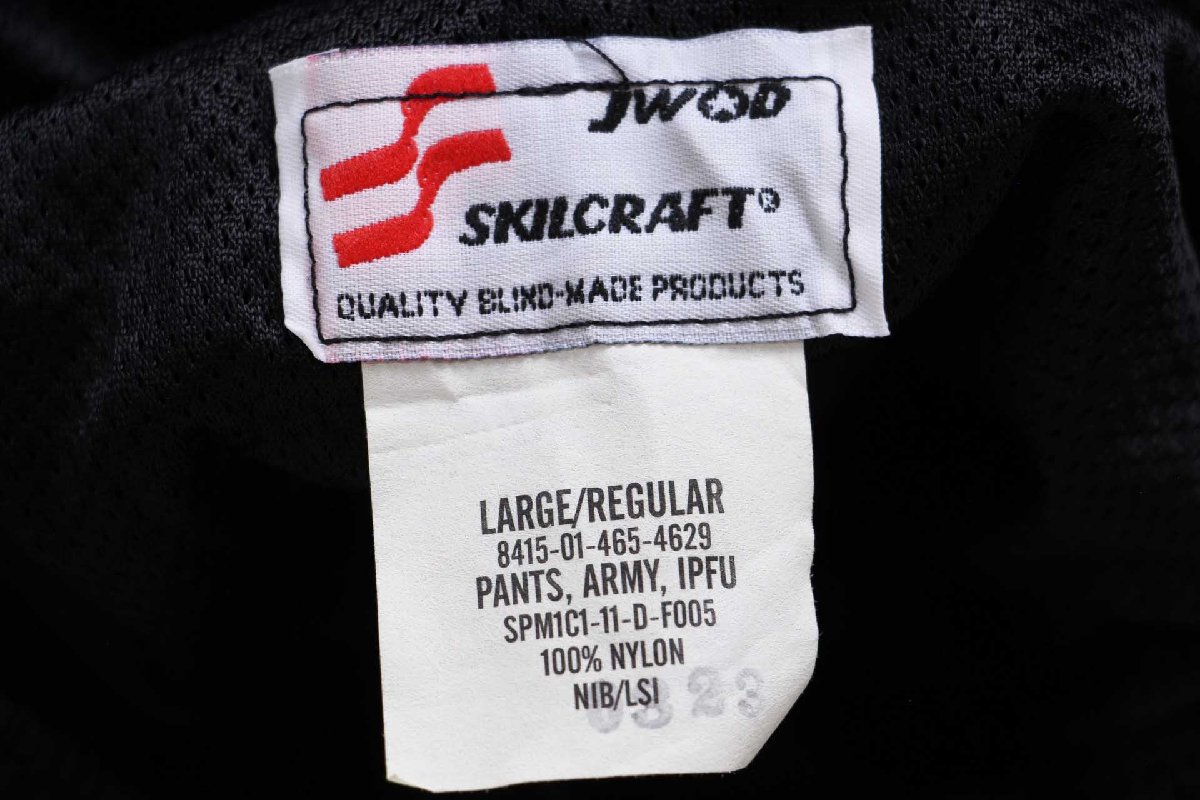 JWOD
SKILCRAFT®
QUALITY BLIND-MADE PRODUCTS
LARGE/REGULAR
8415-01-465-4629
PANTS, ARMY, IPFU
SPM1C1-11-D-F005
100% NYLON
NIB/LSI